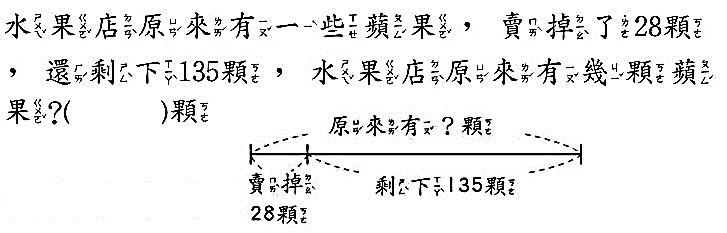 水果店原來有一些蘋果，賣掉了28顆
，還剩下135顆，水果店原來有幾顆蘋
果?(　　　)顆
原來有？顆
賣掉 剩下135顆
28顆